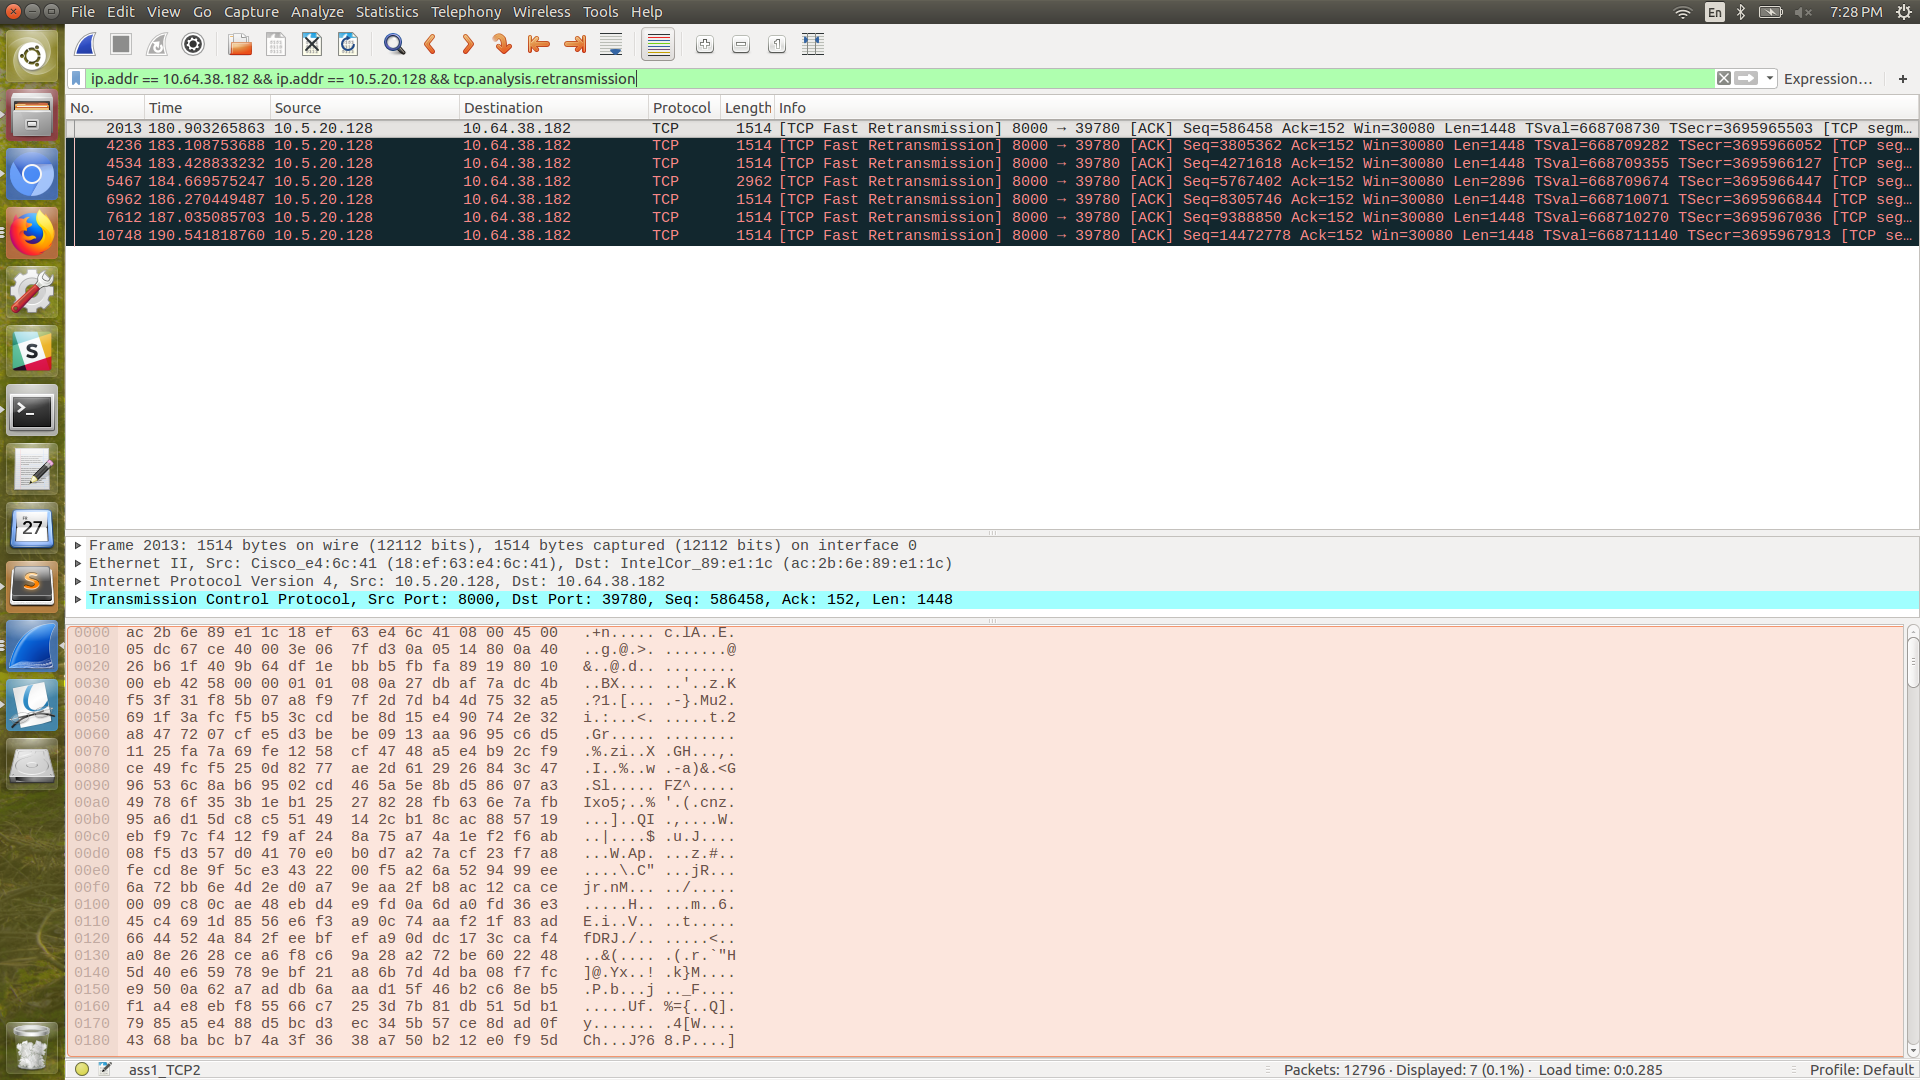 File Edit View Go Capture Analyze Statistics Telephony Wireless Tools Help En 7:28 PM
ip.addr == 10.64.38.182 && ip.addr == 10.5.20.128 && tcp.analysis.retransmission Expression… +
No. Time Source Destination Protocol Length Info
2013 180.903265863 10.5.20.128 10.64.38.182 TCP 1514 [TCP Fast Retransmission] 8000 → 39780 [ACK] Seq=586458 Ack=152 Win=30080 Len=1448 TSval=668708730 TSecr=3695965503 [TCP segm…
4236 183.108753688 10.5.20.128 10.64.38.182 TCP 1514 [TCP Fast Retransmission] 8000 → 39780 [ACK] Seq=3805362 Ack=152 Win=30080 Len=1448 TSval=668709282 TSecr=3695966052 [TCP seg…
4534 183.428833232 10.5.20.128 10.64.38.182 TCP 1514 [TCP Fast Retransmission] 8000 → 39780 [ACK] Seq=4271618 Ack=152 Win=30080 Len=1448 TSval=668709355 TSecr=3695966127 [TCP seg…
5467 184.669575247 10.5.20.128 10.64.38.182 TCP 2962 [TCP Fast Retransmission] 8000 → 39780 [ACK] Seq=5767402 Ack=152 Win=30080 Len=2896 TSval=668709674 TSecr=3695966447 [TCP seg…
6962 186.270449487 10.5.20.128 10.64.38.182 TCP 1514 [TCP Fast Retransmission] 8000 → 39780 [ACK] Seq=8305746 Ack=152 Win=30080 Len=1448 TSval=668710071 TSecr=3695966844 [TCP seg…
7612 187.035085703 10.5.20.128 10.64.38.182 TCP 1514 [TCP Fast Retransmission] 8000 → 39780 [ACK] Seq=9388850 Ack=152 Win=30080 Len=1448 TSval=668710270 TSecr=3695967036 [TCP seg…
10748 190.541818760 10.5.20.128 10.64.38.182 TCP 1514 [TCP Fast Retransmission] 8000 → 39780 [ACK] Seq=14472778 Ack=152 Win=30080 Len=1448 TSval=668711140 TSecr=3695967913 [TCP se…
27
Frame 2013: 1514 bytes on wire (12112 bits), 1514 bytes captured (12112 bits) on interface 0
Ethernet II, Src: Cisco_e4:6c:41 (18:ef:63:e4:6c:41), Dst: IntelCor_89:e1:1c (ac:2b:6e:89:e1:1c)
Internet Protocol Version 4, Src: 10.5.20.128, Dst: 10.64.38.182
Transmission Control Protocol, Src Port: 8000, Dst Port: 39780, Seq: 586458, Ack: 152, Len: 1448
0000 ac 2b 6e 89 e1 1c 18 ef 63 e4 6c 41 08 00 45 00 .+n..... c.lA..E.
0010 05 dc 67 ce 40 00 3e 06 7f d3 0a 05 14 80 0a 40 ..g.@.>. .......@
0020 26 b6 1f 40 9b 64 df 1e bb b5 fb fa 89 19 80 10 &..@.d.. ........
0030 00 eb 42 58 00 00 01 01 08 0a 27 db af 7a dc 4b ..BX.... ..'..z.K
0040 f5 3f 31 f8 5b 07 a8 f9 7f 2d 7d b4 4d 75 32 a5 .?1.[... .-}.Mu2.
0050 69 1f 3a fc f5 b5 3c cd be 8d 15 e4 90 74 2e 32 i.:...<. .....t.2
0060 a8 47 72 07 cf e5 d3 be be 09 13 aa 96 95 c6 d5 .Gr..... ........
0070 11 25 fa 7a 69 fe 12 58 cf 47 48 a5 e4 b9 2c f9 .%.zi..X .GH...,.
0080 ce 49 fc f5 25 0d 82 77 ae 2d 61 29 26 84 3c 47 .I..%..w .-a)&.<G
0090 96 53 6c 8a b6 95 02 cd 46 5a 5e 8b d5 86 07 a3 .Sl..... FZ^.....
00a0 49 78 6f 35 3b 1e b1 25 27 82 28 fb 63 6e 7a fb Ixo5;..% '.(.cnz.
00b0 95 a6 d1 5d c8 c5 51 49 14 2c b1 8c ac 88 57 19 ...]..QI .,....W.
00c0 eb f9 7c f4 12 f9 af 24 8a 75 a7 4a 1e f2 f6 ab ..|....$ .u.J....
00d0 08 f5 d3 57 d0 41 70 e0 b0 d7 a2 7a cf 23 f7 a8 ...W.Ap. ...z.#..
00e0 fe cd 8e 9f 5c e3 43 22 00 f5 a2 6a 52 94 99 ee ....\.C" ...jR...
00f0 6a 72 bb 6e 4d 2e d0 a7 9e aa 2f b8 ac 12 ca ce jr.nM... ../.....
0100 00 09 c8 0c ae 48 eb d4 e9 fd 0a 6d a0 fd 36 e3 .....H.. ...m..6.
0110 45 c4 69 1d 85 56 e6 f3 a9 0c 74 aa f2 1f 83 ad E.i..V.. ..t.....
0120 66 44 52 4a 84 2f ee bf ef a9 0d dc 17 3c ca f4 fDRJ./.. .....<..
0130 a0 8e 26 28 ce a6 f8 c6 9a 28 a2 72 be 60 22 48 ..&(.... .(.r.`"H
0140 5d 40 e6 59 78 9e bf 21 a8 6b 7d 4d ba 08 f7 fc ]@.Yx..! .k}M....
0150 e9 50 0a 62 a7 ad db 6a aa d1 5f 46 b2 c6 8e b5 .P.b...j .._F....
0160 f1 a4 e8 eb f8 55 66 c7 25 3d 7b 81 db 51 5d b1 .....Uf. %={..Q].
0170 79 85 a5 e4 88 d5 bc d3 ec 34 5b 57 ce 8d ad 0f y....... .4[W....
0180 43 68 ba bc b7 4a 3f 36 38 a7 50 b2 12 e0 f9 5d Ch...J?6 8.P....]
ass1_TCP2 Packets: 12796 · Displayed: 7 (0.1%) · Load time: 0:0.285 Profile: Default